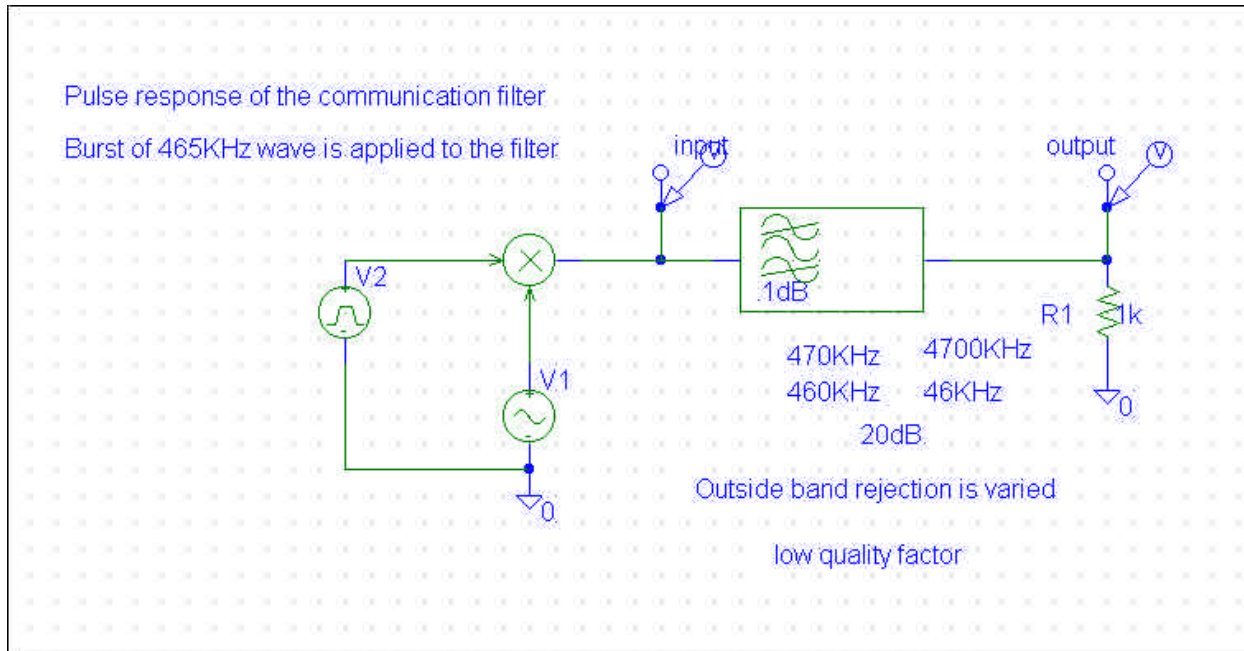 Pulse response of the communication filter
Burst of 465KHz wave is applied to the filter
input
output
V
V
V2
.1dB
R1
1k
470KHz
4700KHz
V1
460KHz
46KHz
0
20dB
Outside band rejection is varied
0
low quality factor